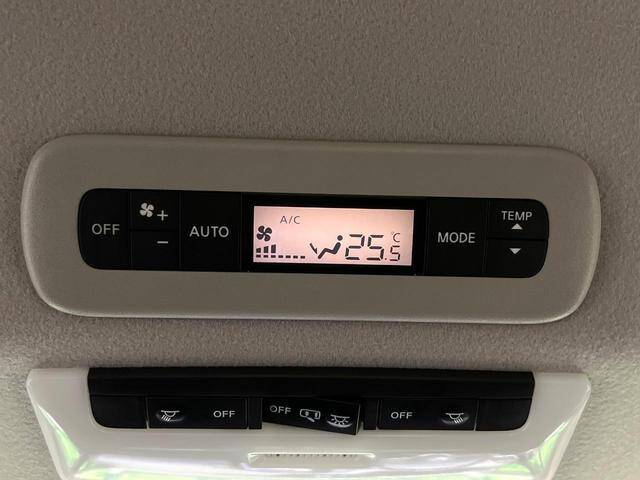 OFF + - AUTO A/C 25.5 °C MODE TEMP
OFF OFF OFF